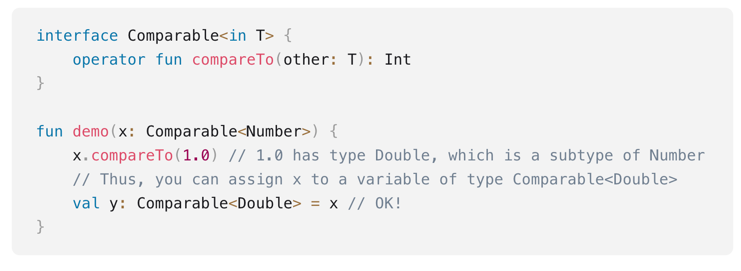 interface Comparable<in T> {
    operator fun compareTo(other: T): Int
}

fun demo(x: Comparable<Number>) {
    x.compareTo(1.0) // 1.0 has type Double, which is a subtype of Number
    // Thus, you can assign x to a variable of type Comparable<Double>
    val y: Comparable<Double> = x // OK!
}